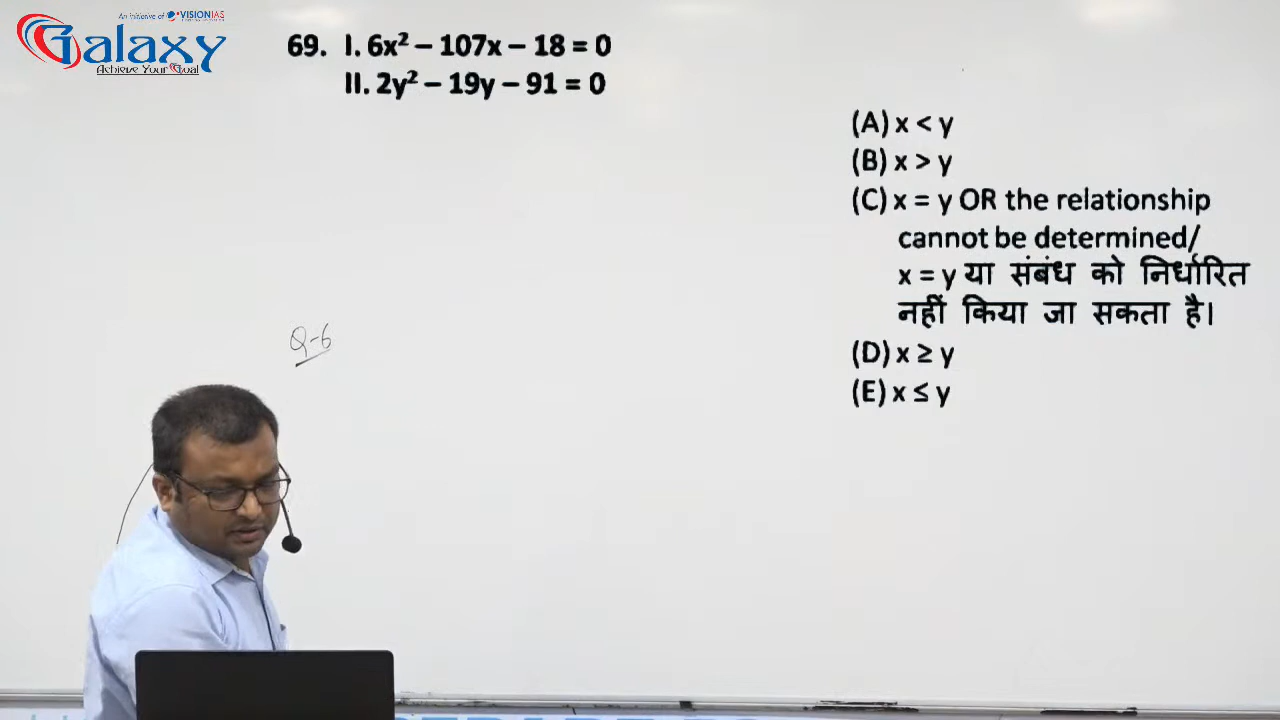 An initiative of VISIONIAS
Galaxy
Achieve Your Goal
69. I. 6x² – 107x – 18 = 0
II. 2y² – 19y – 91 = 0
(A) x < y
(B) x > y
(C) x = y OR the relationship
cannot be determined/
x = y या संबंध को निर्धारित
नहीं किया जा सकता है।
(D) x ≥ y
(E) x ≤ y
Q-6